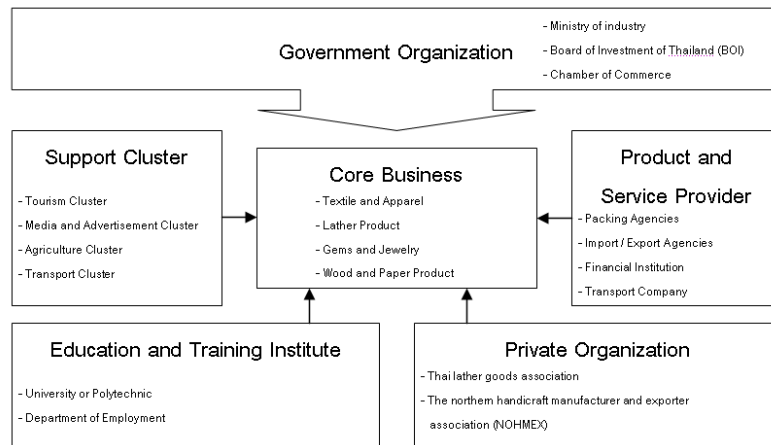 Government Organization
- Ministry of industry
- Board of Investment of Thailand (BOI)
- Chamber of Commerce
Support Cluster
- Tourism Cluster
- Media and Advertisement Cluster
- Agriculture Cluster
- Transport Cluster
Core Business
- Textile and Apparel
- Lather Product
- Gems and Jewelry
- Wood and Paper Product
Product and
Service Provider
- Packing Agencies
- Import / Export Agencies
- Financial Institution
- Transport Company
Education and Training Institute
- University or Polytechnic
- Department of Employment
Private Organization
- Thai lather goods association
- The northern handicraft manufacturer and exporter
association (NOHMEX)